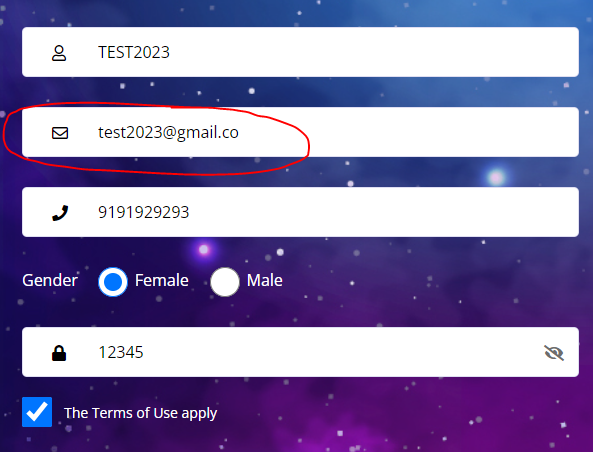 TEST2023
test2023@gmail.co
9191929293
Gender Female Male
12345
The Terms of Use apply